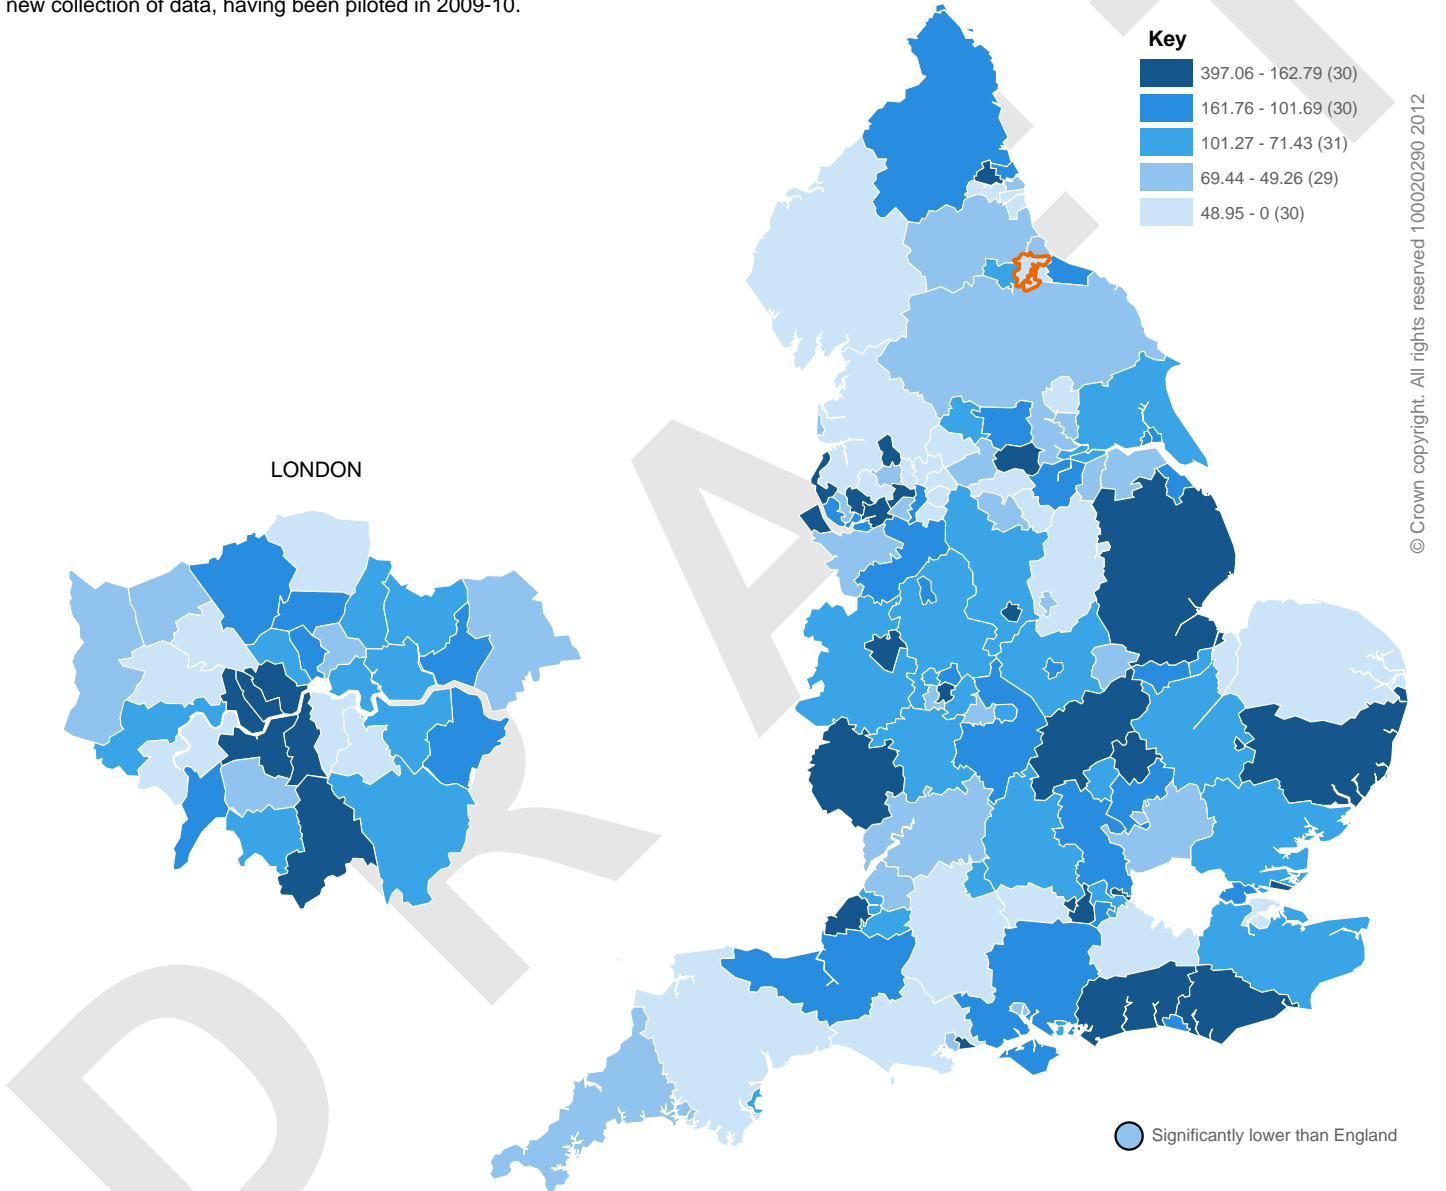 new collection of data, having been piloted in 2009-10.
Key
397.06 - 162.79 (30)
161.76 - 101.69 (30)
101.27 - 71.43 (31)
69.44 - 49.26 (29)
48.95 - 0 (30)
© Crown copyright. All rights reserved 100020290 2012
LONDON
Significantly lower than England
DRAFT